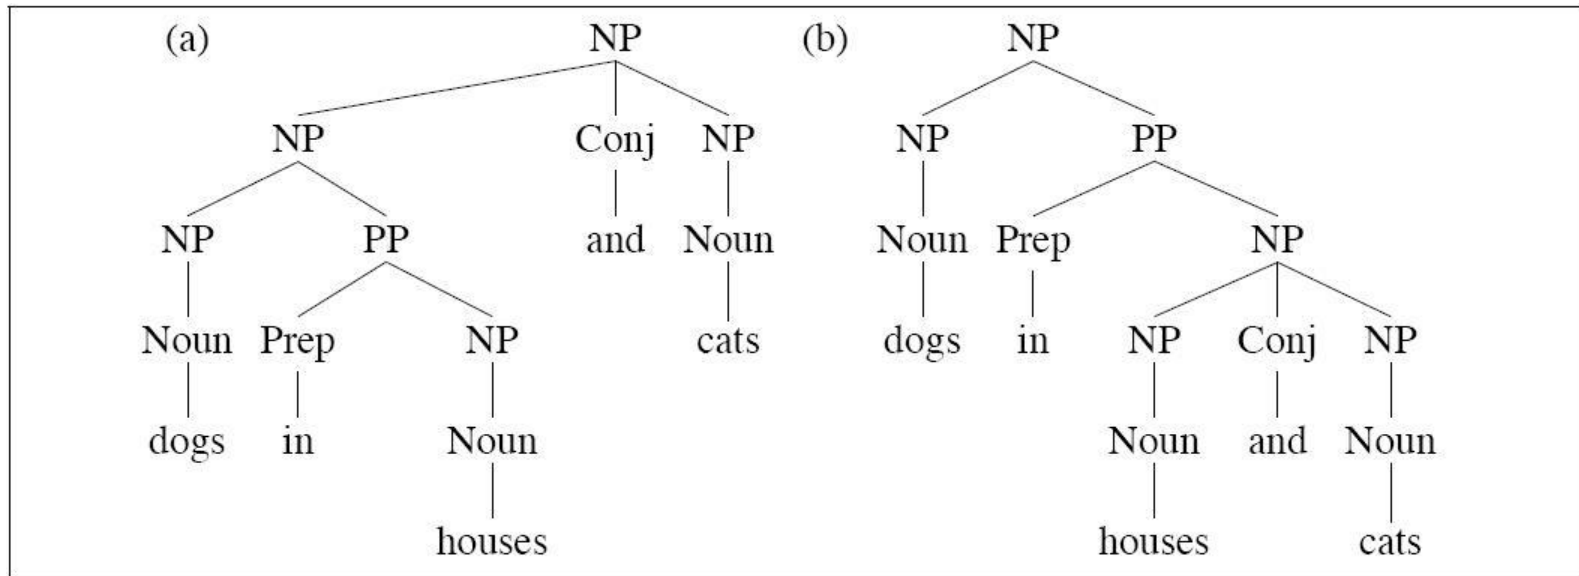 (a) NP (b) NP
NP Conj NP NP PP
NP PP and Noun Noun Prep NP
Noun Prep NP cats dogs in NP Conj NP
dogs in Noun Noun and Noun
houses houses cats